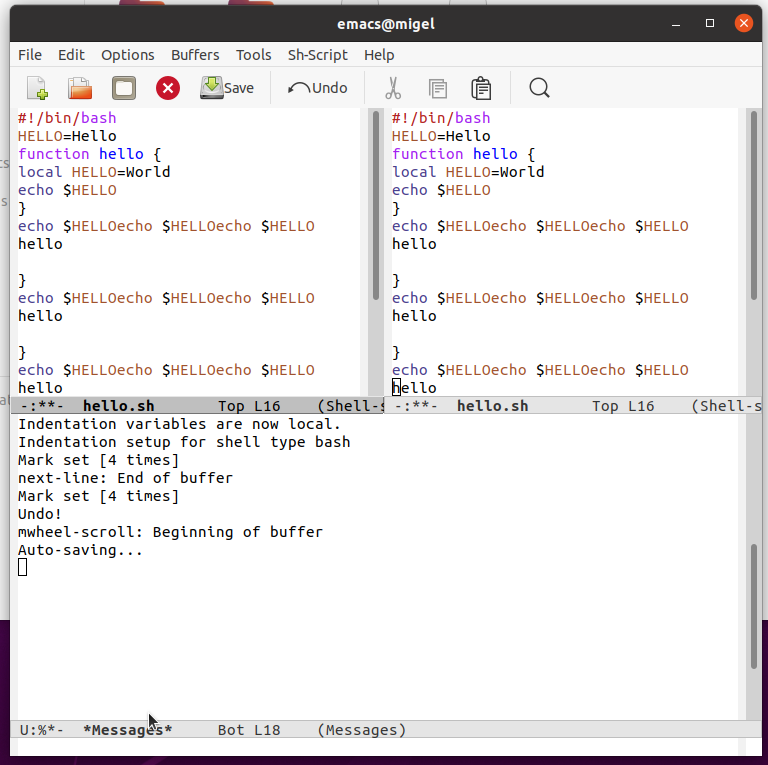 emacs@migel
File Edit Options Buffers Tools Sh-Script Help
Save Undo
#!/bin/bash
HELLO=Hello
function hello {
local HELLO=World
echo $HELLO
}
echo $HELLOecho $HELLOecho $HELLO
hello
}
echo $HELLOecho $HELLOecho $HELLO
hello
}
echo $HELLOecho $HELLOecho $HELLO
hello
-:**- hello.sh Top L16 (Shell-s
#!/bin/bash
HELLO=Hello
function hello {
local HELLO=World
echo $HELLO
}
echo $HELLOecho $HELLOecho $HELLO
hello
}
echo $HELLOecho $HELLOecho $HELLO
hello
}
echo $HELLOecho $HELLOecho $HELLO
hello
-:**- hello.sh Top L16 (Shell-s
Indentation variables are now local.
Indentation setup for shell type bash
Mark set [4 times]
next-line: End of buffer
Mark set [4 times]
Undo!
mwheel-scroll: Beginning of buffer
Auto-saving...
U:%*- *Messages* Bot L18 (Messages)